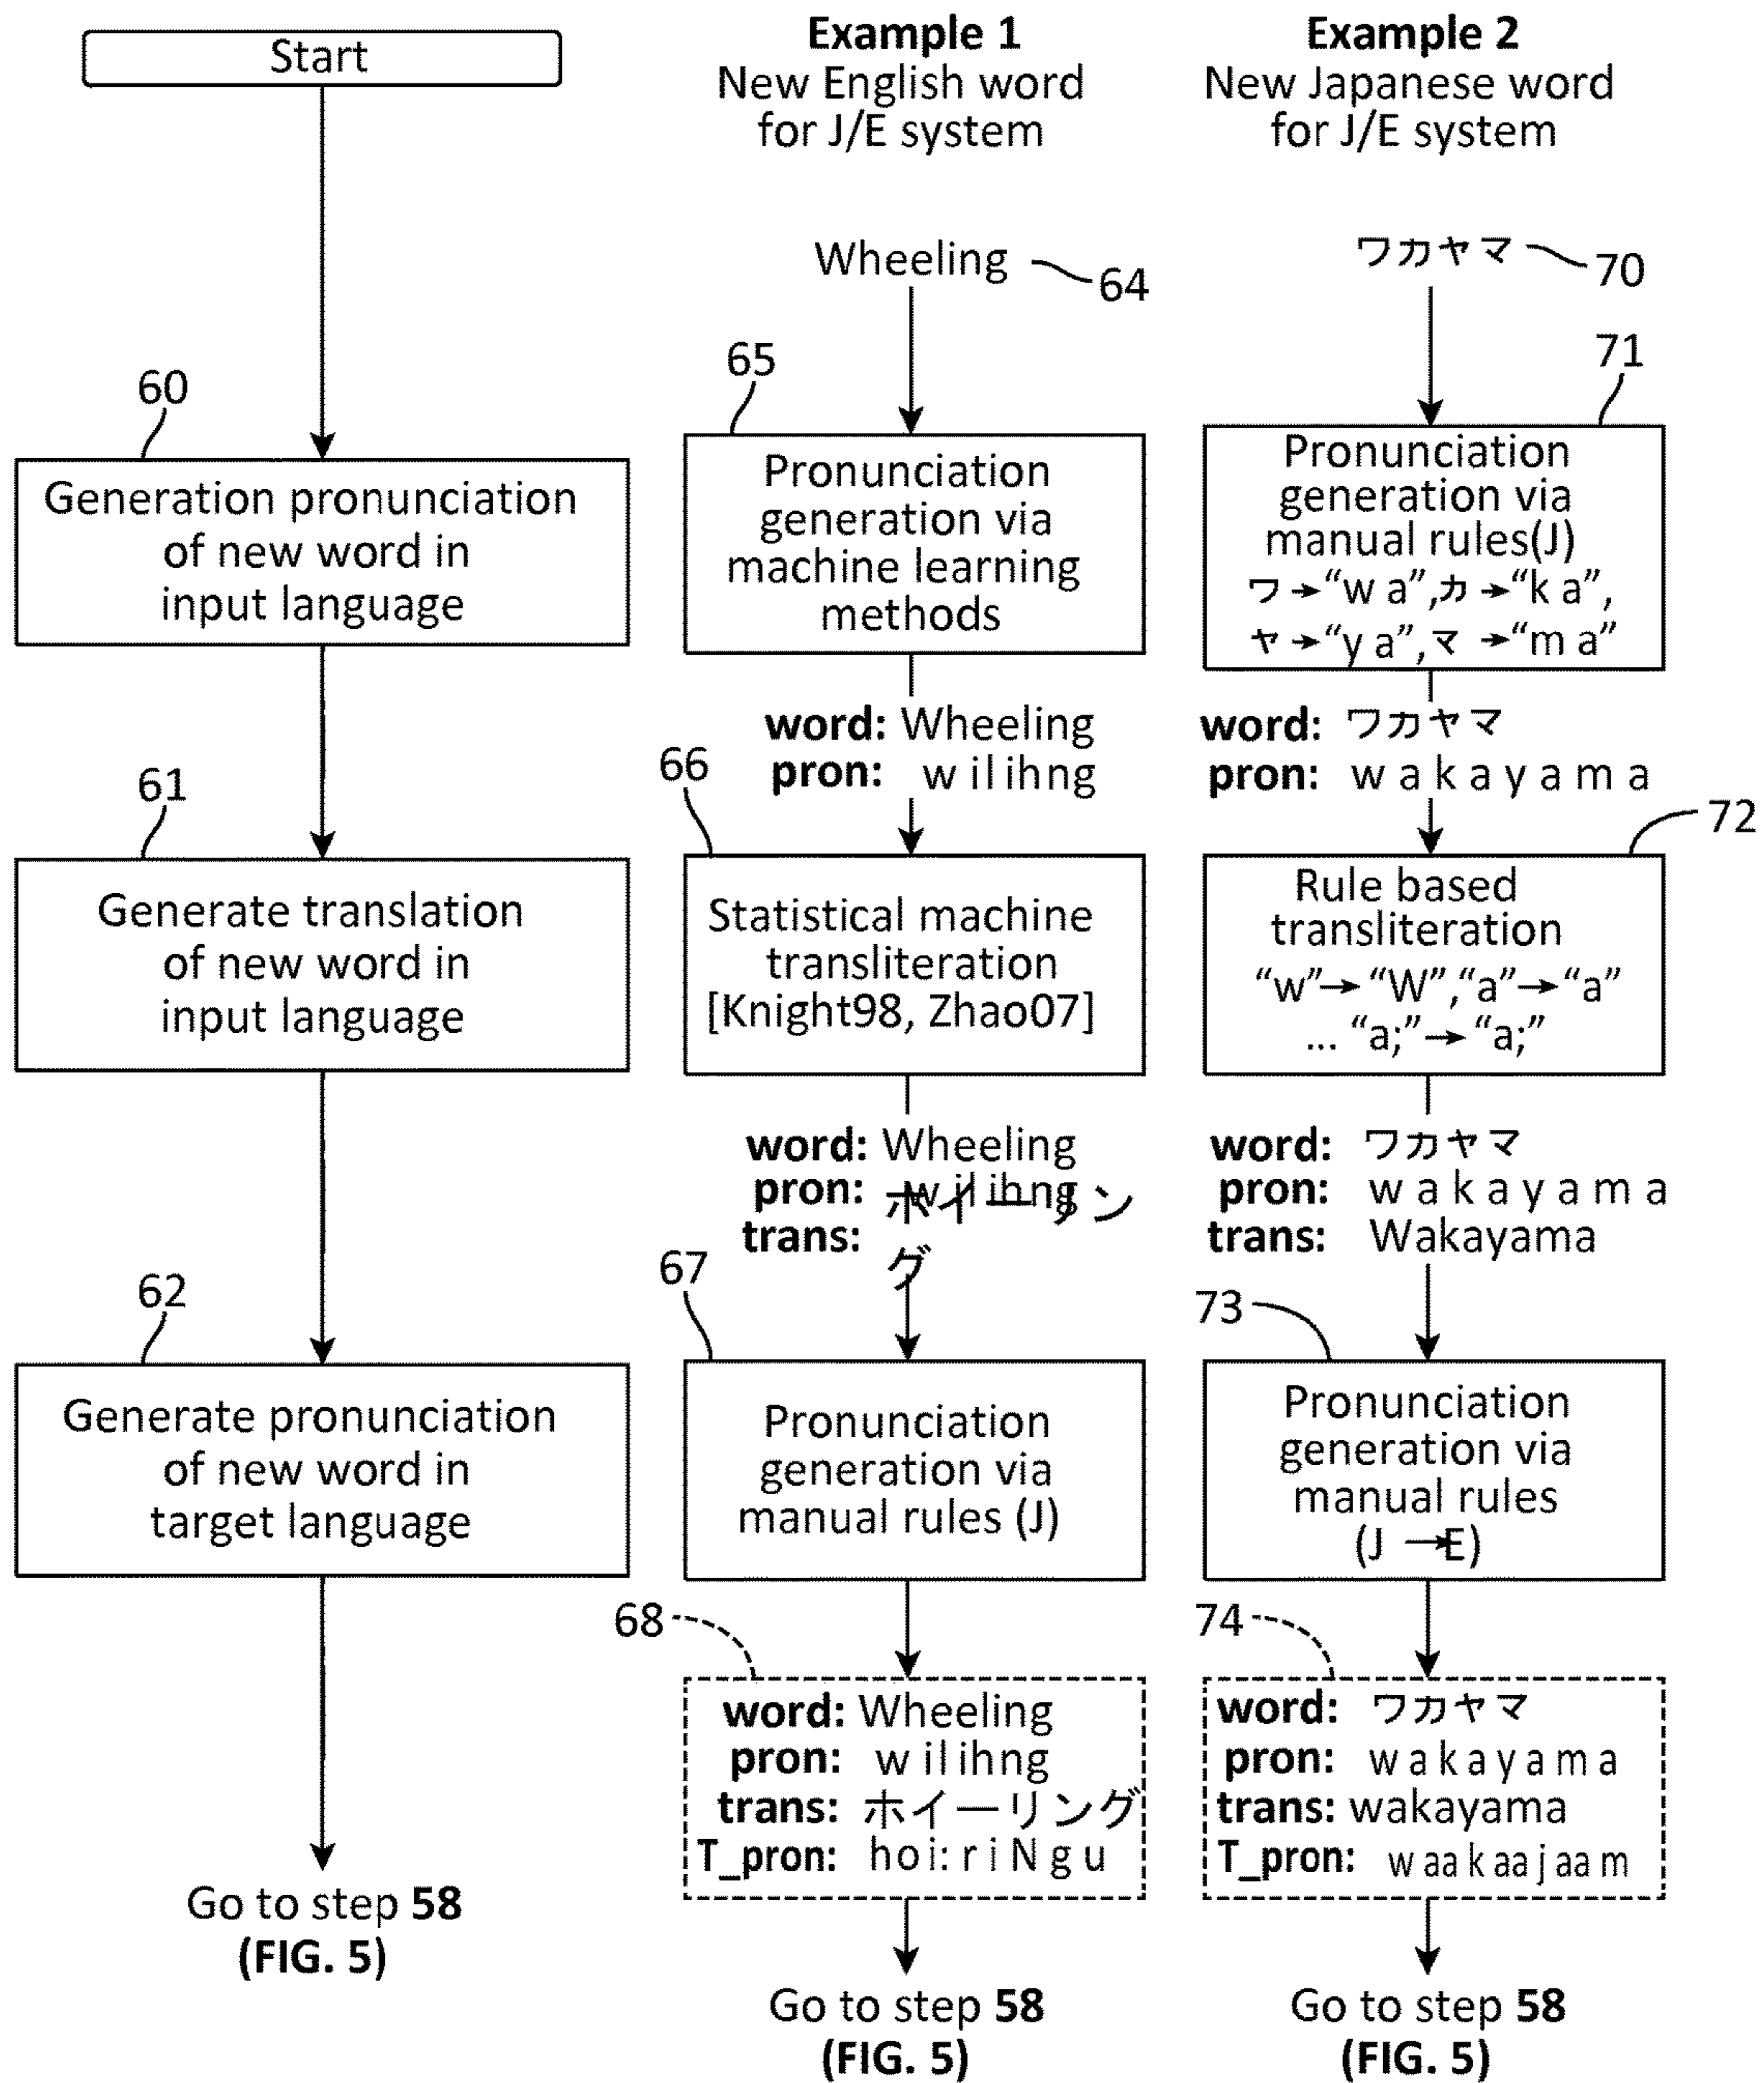 Start
60
Generation pronunciation
of new word in
input language
61
Generate translation
of new word in
input language
62
Generate pronunciation
of new word in
target language
Go to step 58
(FIG. 5)
Example 1
New English word
for J/E system
Wheeling
64
65
Pronunciation
generation via
machine learning
methods
word: Wheeling
pron: w i l ihng
66
Statistical machine
transliteration
[Knight98, Zhao07]
word: Wheeling
pron: w i l ihng
trans: ホイーリン
グ
67
Pronunciation
generation via
manual rules (J)
68
word: Wheeling
pron: w i l ihng
trans: ホイーリング
T_pron: h o i: r i N g u
Go to step 58
(FIG. 5)
Example 2
New Japanese word
for J/E system
ワカヤマ
70
71
Pronunciation
generation via
manual rules(J)
ワ→“w a”,カ→“k a”,
ヤ→“y a”,マ→“m a”
word: ワカヤマ
pron: w a k a y a m a
72
Rule based
transliteration
“w”→“W”,“a”→“a”
... “a;”→“a;”
word: ワカヤマ
pron: w a k a y a m a
trans: Wakayama
73
Pronunciation
generation via
manual rules
(J →E)
74
word: ワカヤマ
pron: w a k a y a m a
trans: wakayama
T_pron: w aa k aa j aa m
Go to step 58
(FIG. 5)